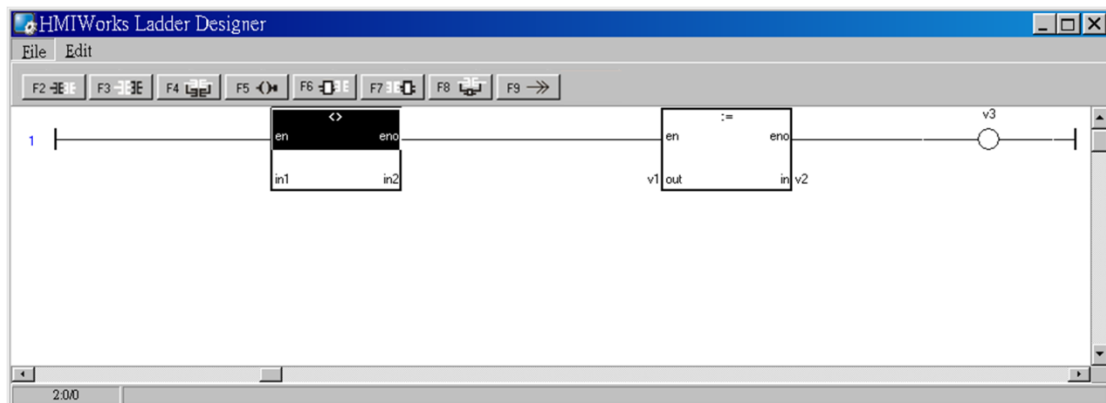 HMIWorks Ladder Designer
File Edit
F2 F3 F4 F5 F6 F7 F8 F9
<> := v3
1 en eno en eno
in1 in2 v1 out in v2
2:0/0